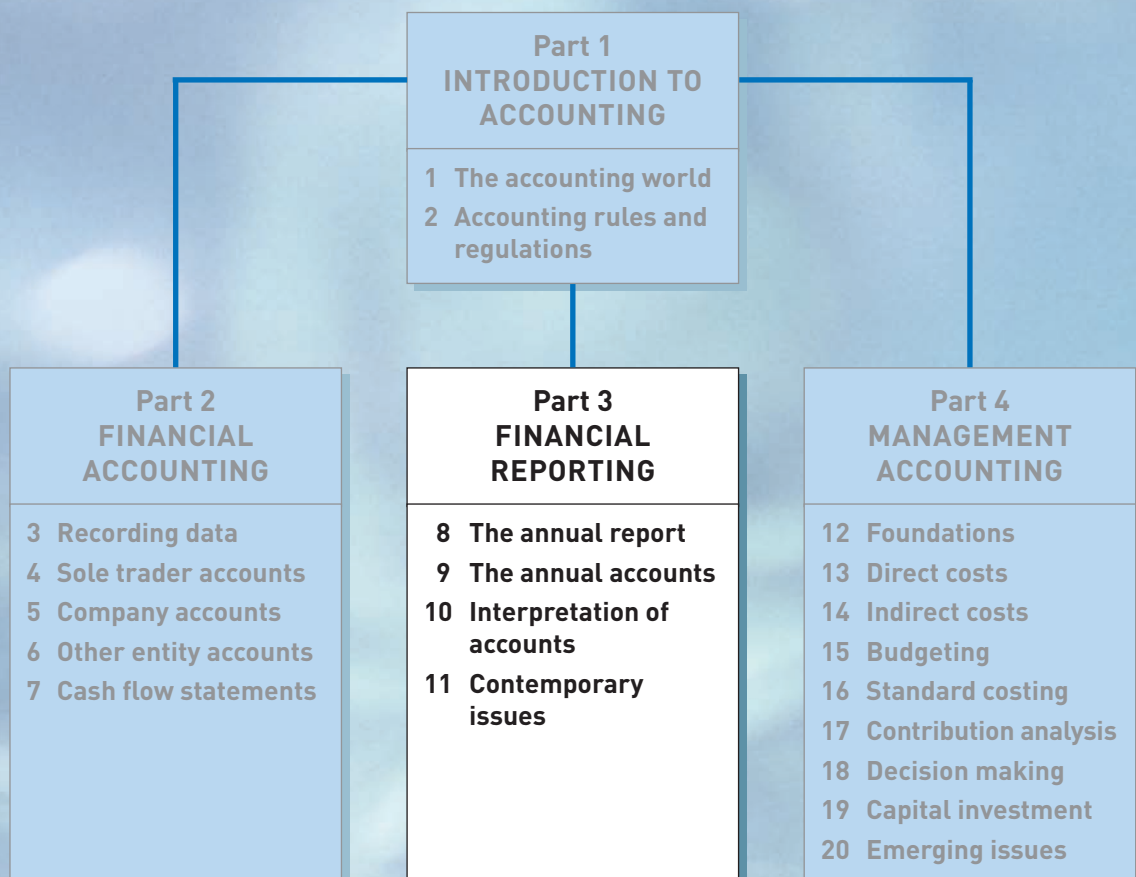 Part 1
INTRODUCTION TO
ACCOUNTING
1 The accounting world
2 Accounting rules and
regulations
Part 2
FINANCIAL
ACCOUNTING
3 Recording data
4 Sole trader accounts
5 Company accounts
6 Other entity accounts
7 Cash flow statements
Part 3
FINANCIAL
REPORTING
8 The annual report
9 The annual accounts
10 Interpretation of
accounts
11 Contemporary
issues
Part 4
MANAGEMENT
ACCOUNTING
12 Foundations
13 Direct costs
14 Indirect costs
15 Budgeting
16 Standard costing
17 Contribution analysis
18 Decision making
19 Capital investment
20 Emerging issues